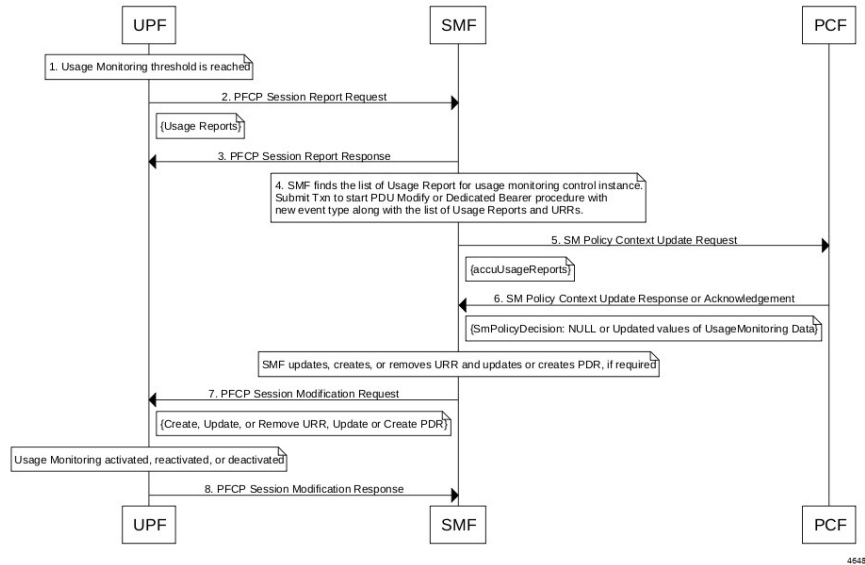 UPF SMF PCF
1. Usage Monitoring threshold is reached
2. PFCP Session Report Request
{Usage Reports}
3. PFCP Session Report Response
4. SMF finds the list of Usage Report for usage monitoring control instance.
Submit Txn to start PDU Modify or Dedicated Bearer procedure with
new event type along with the list of Usage Reports and URRs.
5. SM Policy Context Update Request
{accuUsageReports}
6. SM Policy Context Update Response or Acknowledgement
{SmPolicyDecision: NULL or Updated values of UsageMonitoring Data}
SMF updates, creates, or removes URR and updates or creates PDR, if required
7. PFCP Session Modification Request
{Create, Update, or Remove URR, Update or Create PDR}
Usage Monitoring activated, reactivated, or deactivated
8. PFCP Session Modification Response
UPF SMF PCF